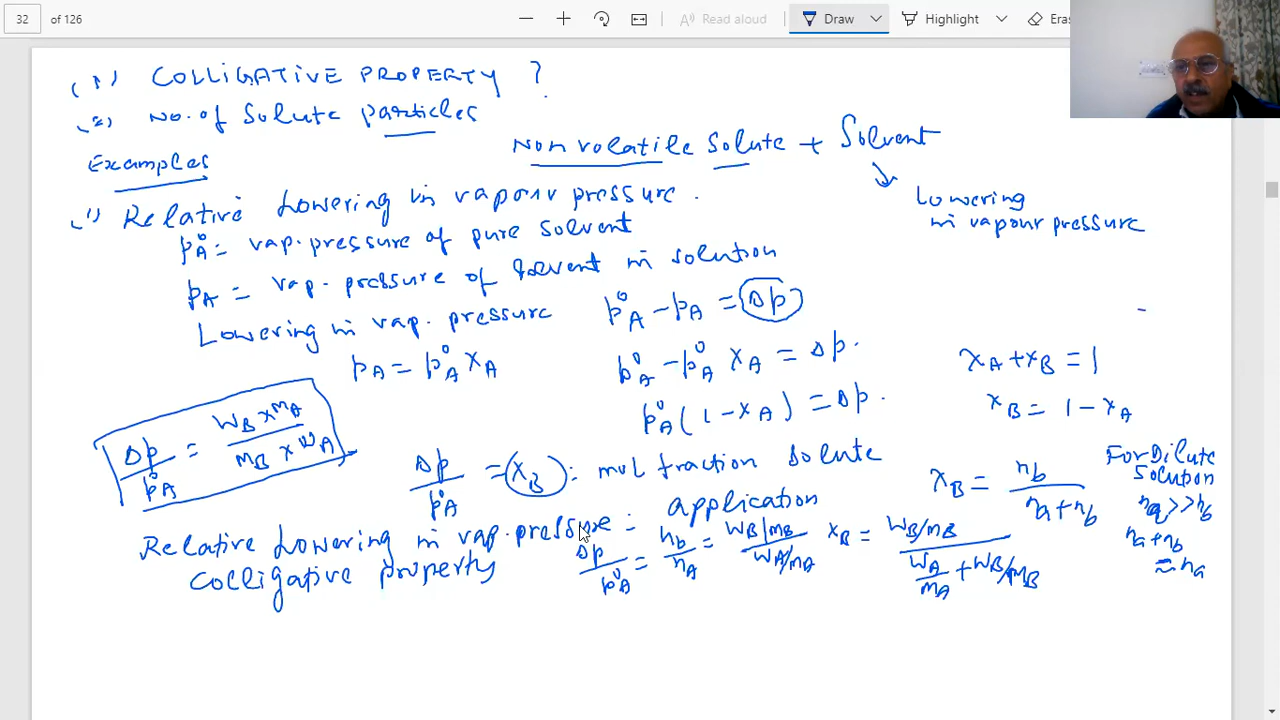 32 of 126
Read aloud
Draw
Highlight
Eras
(1) COLLIGATIVE PROPERTY ?
(2) No. of Solute particles
Non volatile Solute + Solvent
Examples
Lowering
in vapour pressure
(1) Relative Lowering in vapour pressure.
p°A = vap. pressure of pure solvent
pA = vap. pressure of solvent in solution
Lowering in vap. pressure
p°A − pA = Δp
pA = p°A xA
p°A − p°A xA = Δp.
xA + xB = 1
p°A (1 − xA) = Δp.
xB = 1 − xA
Δp/p°A = WB × MA / MB × WA
Δp/p°A = xB : mol fraction solute
xB = nb / na + nb
For Dilute
Solution
na >> nb
na + nb
≈ na
application
Relative Lowering in vap. pressure =
colligative property
Δp/p°A = nb/nA = WB/MB / WA/MA
xB = WB/MB / WA/MA + WB/MB